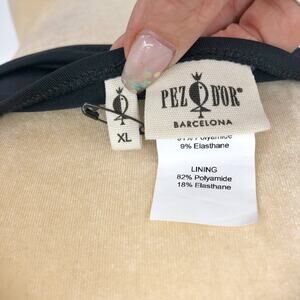 PEZ D'OR®
BARCELONA
XL
9% Elasthane
LINING
82% Polyamide
18% Elasthane